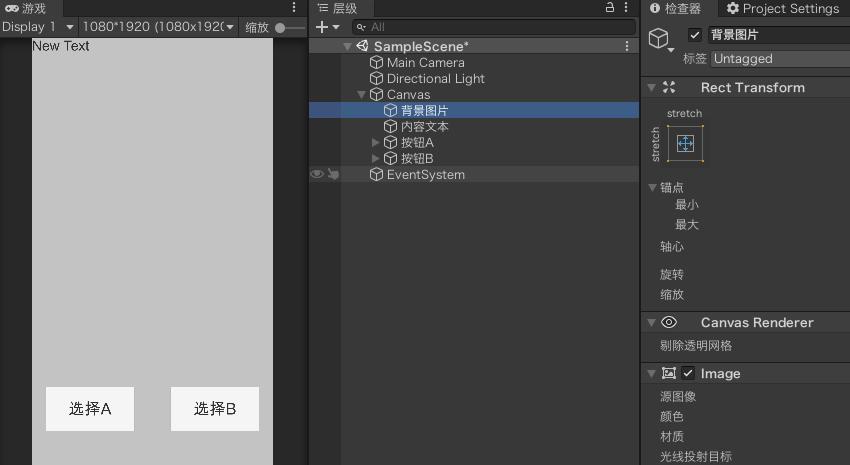 游戏
Display 1
1080*1920 (1080x192(
缩放
New Text
选择A
选择B
层级
All
SampleScene*
Main Camera
Directional Light
Canvas
背景图片
内容文本
按钮A
按钮B
EventSystem
检查器
Project Settings
背景图片
标签 Untagged
Rect Transform
stretch
stretch
锚点
最小
最大
轴心
旋转
缩放
Canvas Renderer
剔除透明网格
Image
源图像
颜色
材质
光线投射目标